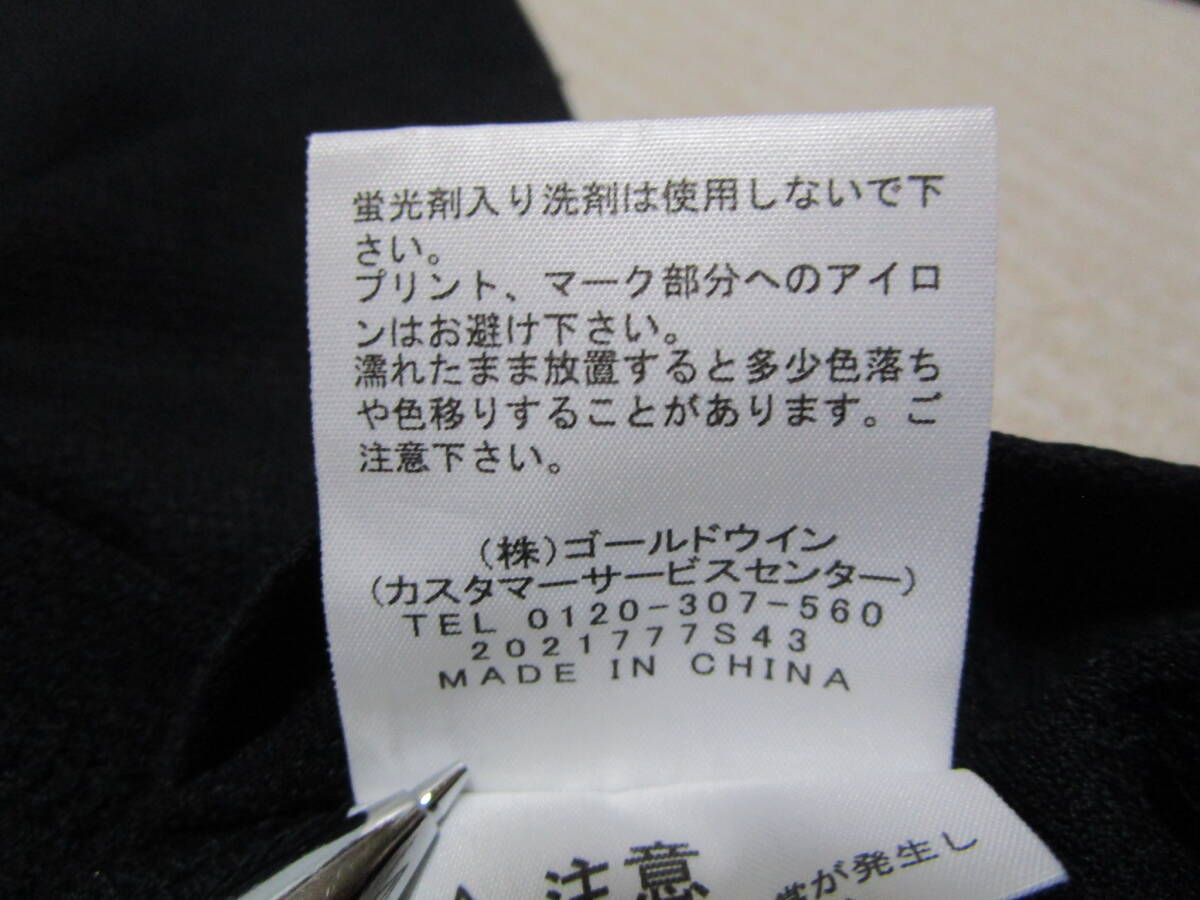 蛍光剤入り洗剤は使用しないで下
さい。
プリント、マーク部分へのアイロ
ンはお避け下さい。
濡れたまま放置すると多少色落ち
や色移りすることがあります。ご
注意下さい。
(株)ゴールドウイン
(カスタマーサービスセンター)
TEL 0120-307-560
2021777S43
MADE IN CHINA
注意
が発生し